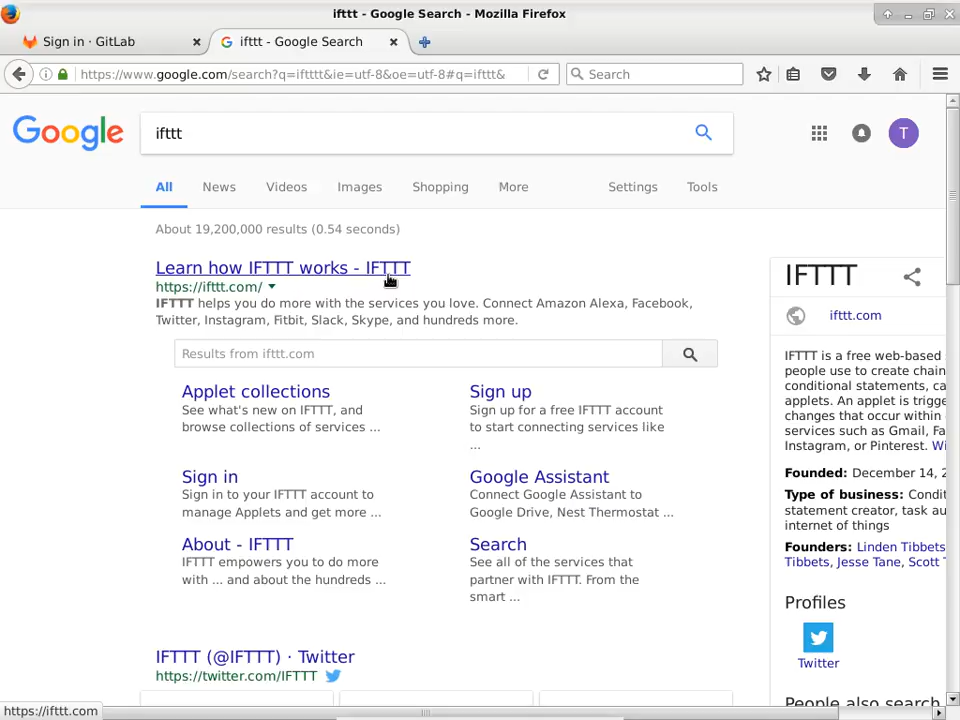 ifttt - Google Search - Mozilla Firefox
Sign in · GitLab
ifttt - Google Search
https://www.google.com/search?q=iftttt&ie=utf-8&oe=utf-8#q=ifttt&
Search
Google
ifttt
T
All
News
Videos
Images
Shopping
More
Settings
Tools
About 19,200,000 results (0.54 seconds)
Learn how IFTTT works - IFTTT
https://ifttt.com/
IFTTT helps you do more with the services you love. Connect Amazon Alexa, Facebook,
Twitter, Instagram, Fitbit, Slack, Skype, and hundreds more.
Results from ifttt.com
Applet collections
See what's new on IFTTT, and
browse collections of services ...
Sign up
Sign up for a free IFTTT account
to start connecting services like
...
Sign in
Sign in to your IFTTT account to
manage Applets and get more ...
Google Assistant
Connect Google Assistant to
Google Drive, Nest Thermostat ...
About - IFTTT
IFTTT empowers you to do more
with ... and about the hundreds ...
Search
See all of the services that
partner with IFTTT. From the
smart ...
IFTTT (@IFTTT) · Twitter
https://twitter.com/IFTTT
IFTTT
ifttt.com
IFTTT is a free web-based
people use to create chain
conditional statements, ca
applets. An applet is trigge
changes that occur within
services such as Gmail, Fa
Instagram, or Pinterest. Wi
Founded: December 14, 2
Type of business: Condit
statement creator, task au
internet of things
Founders: Linden Tibbets,
Tibbets, Jesse Tane, Scott T
Profiles
Twitter
People also search
https://ifttt.com